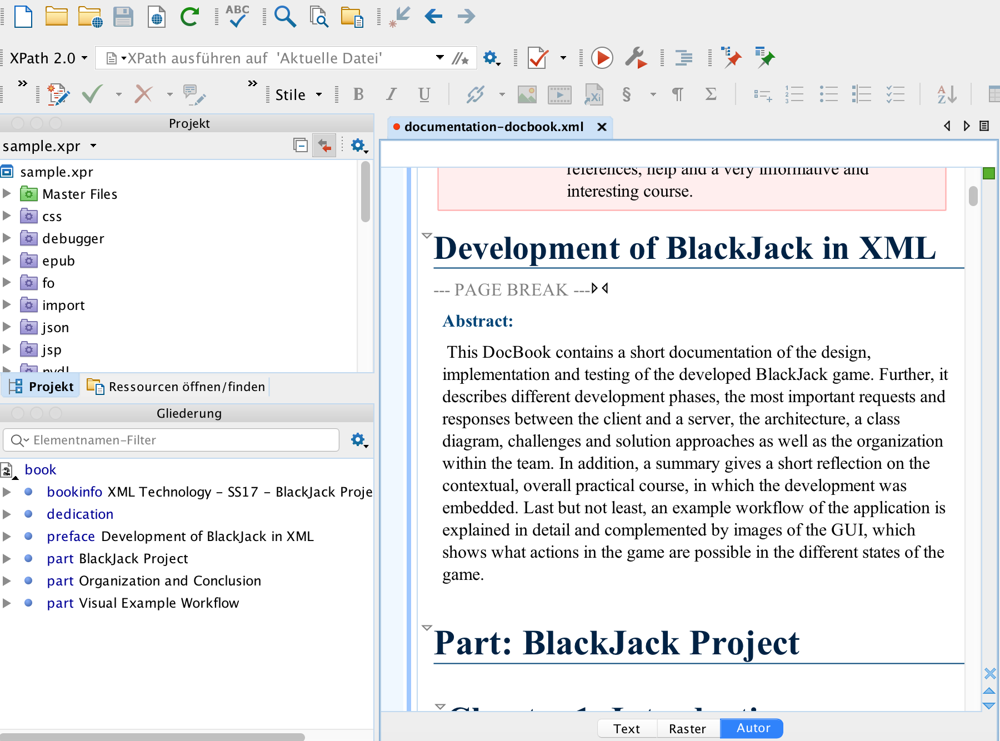 ABC
XPath 2.0
XPath ausführen auf 'Aktuelle Datei'
Stile
B I U
§ ¶ Σ
Projekt
documentation-docbook.xml
sample.xpr
sample.xpr
Master Files
css
debugger
epub
fo
import
json
jsp
nvdl
Projekt
Ressourcen öffnen/finden
Gliederung
Elementnamen-Filter
book
bookinfo XML Technology - SS17 - BlackJack Proje
dedication
preface Development of BlackJack in XML
part BlackJack Project
part Organization and Conclusion
part Visual Example Workflow
references, help and a very informative and
interesting course.
Development of BlackJack in XML
--- PAGE BREAK ---
Abstract:
This DocBook contains a short documentation of the design,
implementation and testing of the developed BlackJack game. Further, it
describes different development phases, the most important requests and
responses between the client and a server, the architecture, a class
diagram, challenges and solution approaches as well as the organization
within the team. In addition, a summary gives a short reflection on the
contextual, overall practical course, in which the development was
embedded. Last but not least, an example workflow of the application is
explained in detail and complemented by images of the GUI, which
shows what actions in the game are possible in the different states of the
game.
Part: BlackJack Project
Text
Raster
Autor